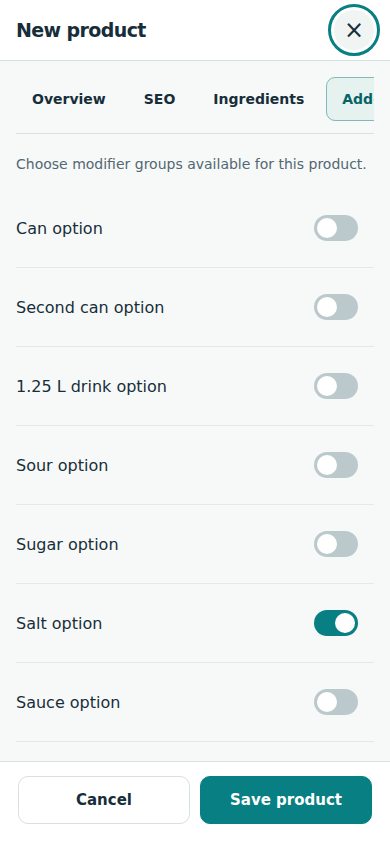 New product
Overview SEO Ingredients Add
Choose modifier groups available for this product.
Can option
Second can option
1.25 L drink option
Sour option
Sugar option
Salt option
Sauce option
Cancel Save product